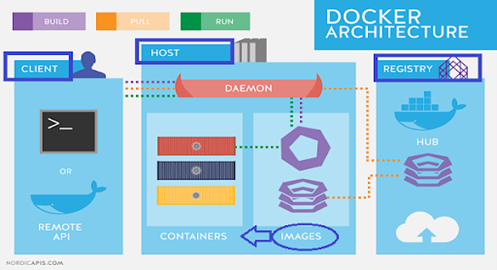 BUILD
PULL
RUN
DOCKER
ARCHITECTURE
CLIENT
HOST
REGISTRY
DAEMON
>_
OR
REMOTE
API
CONTAINERS
IMAGES
HUB
NORDICAPIS.COM